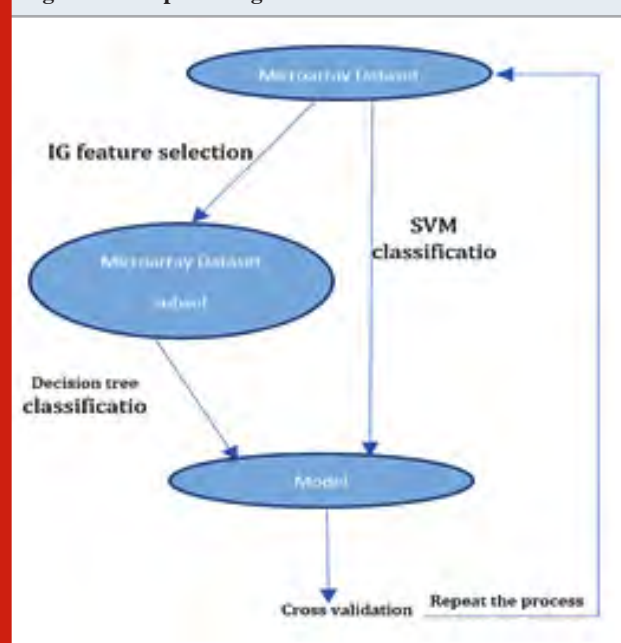 Microarray Dataset
IG feature selection
SVM
classificatio
Microarray Dataset
subset
Decision tree
classificatio
Model
Cross validation
Repeat the process